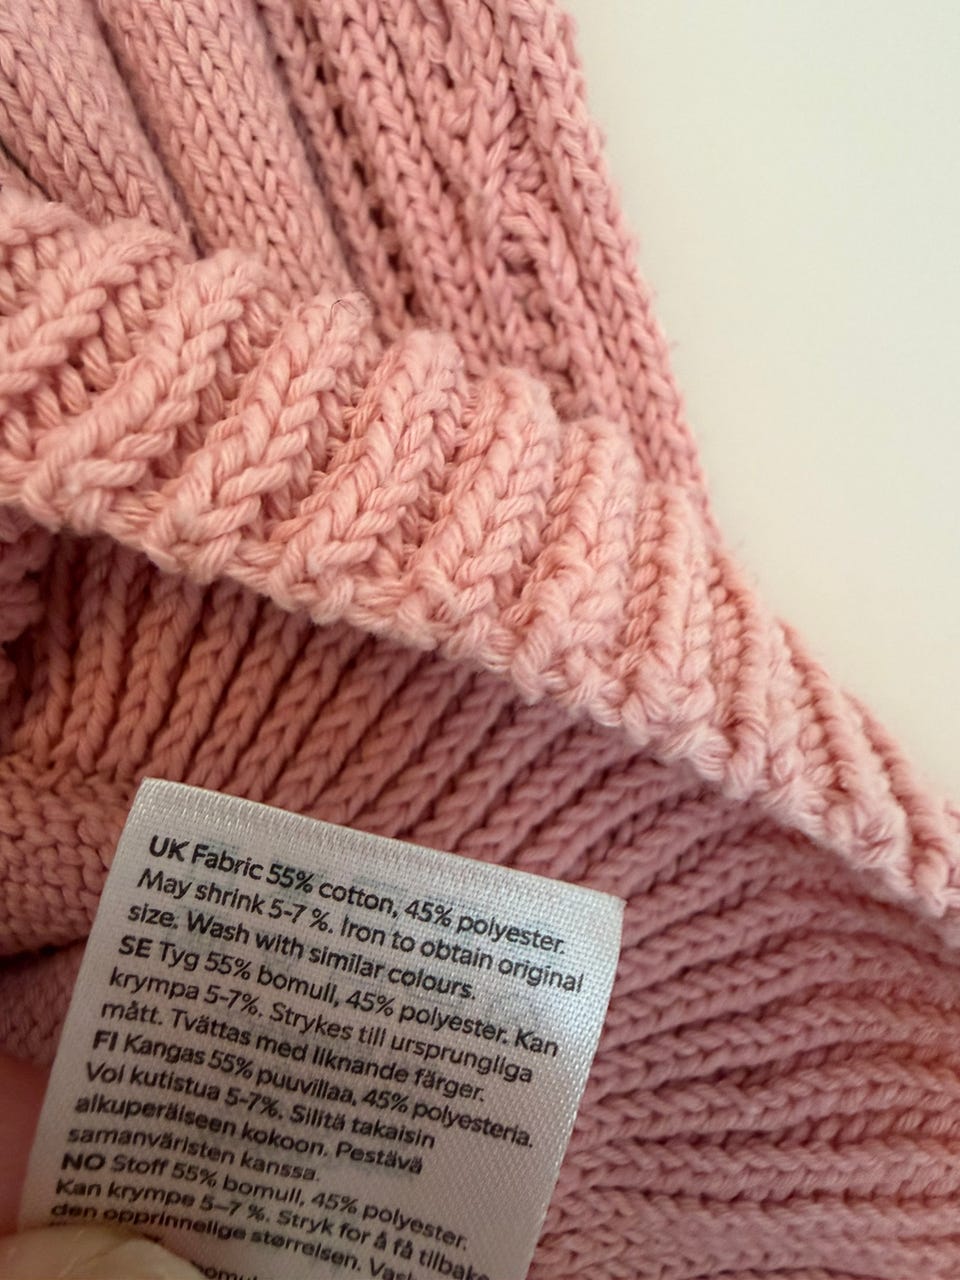 UK Fabric 55% cotton, 45% polyester.
May shrink 5-7 %. Iron to obtain original
size. Wash with similar colours.
SE Tyg 55% bomull, 45% polyester. Kan
krympa 5-7%. Strykes till ursprungliga
mått. Tvättas med liknande färger.
FI Kangas 55% puuvillaa, 45% polyesteria.
Voi kutistua 5-7%. Silitä takaisin
alkuperäiseen kokoon. Pestävä
samanväristen kanssa.
NO Stoff 55% bomull, 45% polyester.
Kan krympe 5-7 %. Stryk for å få tilbake
den opprinnelige størrelsen.